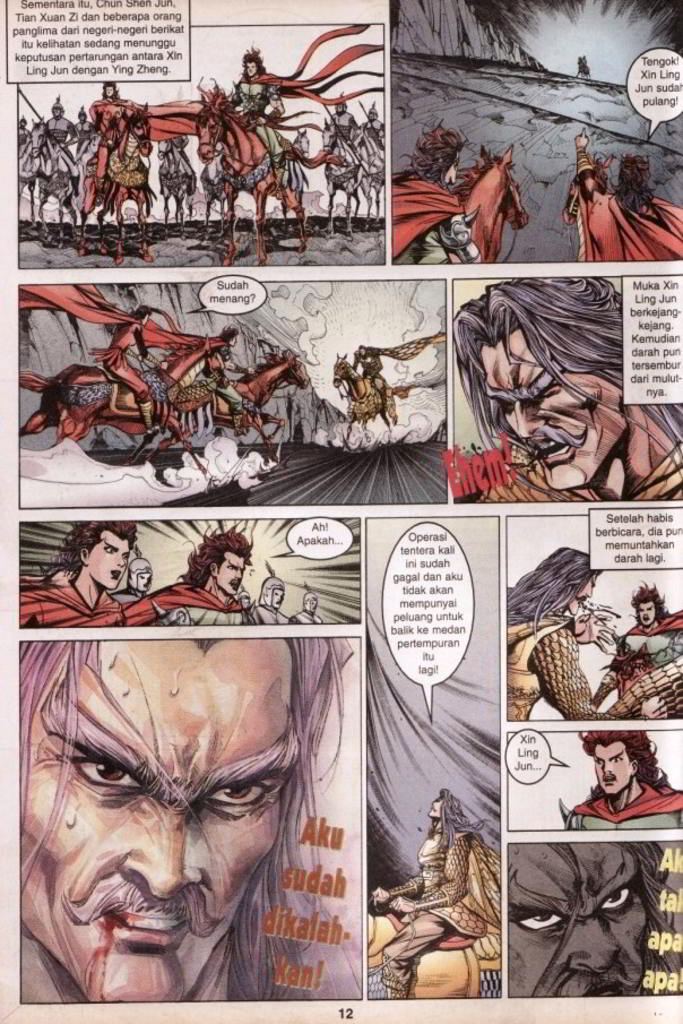 Sementara itu, Chun Shen Jun,
Tian Xuan Zi dan beberapa orang
panglima dari negeri-negeri berikat
itu kelihatan sedang menunggu
keputusan pertarungan antara Xin
Ling Jun dengan Ying Zheng.
Tengok!
Xin Ling
Jun sudah
pulang!
Sudah
menang?
Muka Xin
Ling Jun
berkejang-
kejang.
Kemudian
darah pun
tersembur
dari mulut-
nya.
Ehem!
Ah!
Apakah...
Aku
sudah
dikalah-
kan!
Operasi
tentera kali
ini sudah
gagal dan aku
tidak akan
mempunyai
peluang untuk
balik ke medan
pertempuran
itu
lagi!
Setelah habis
berbicara, dia pun
memuntahkan
darah lagi.
Xin
Ling
Jun...
tak
apa
apa!
12